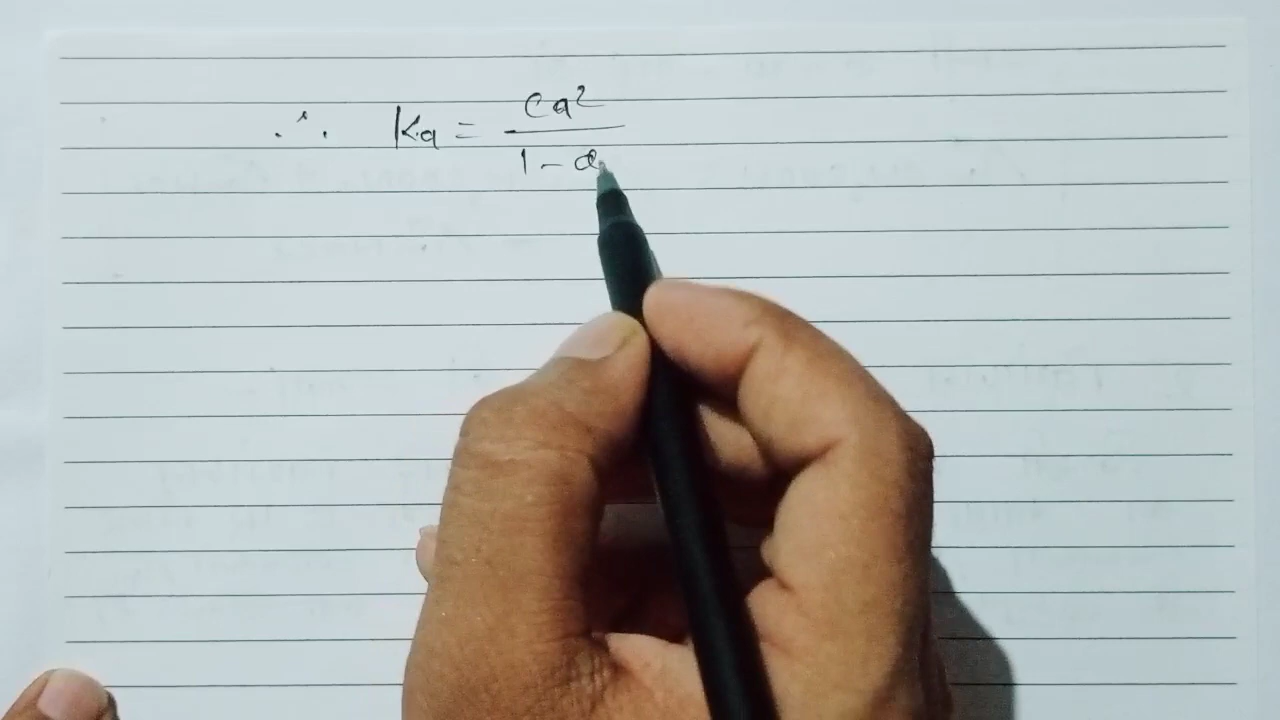 ∴ Ka = cα² / 1 - α